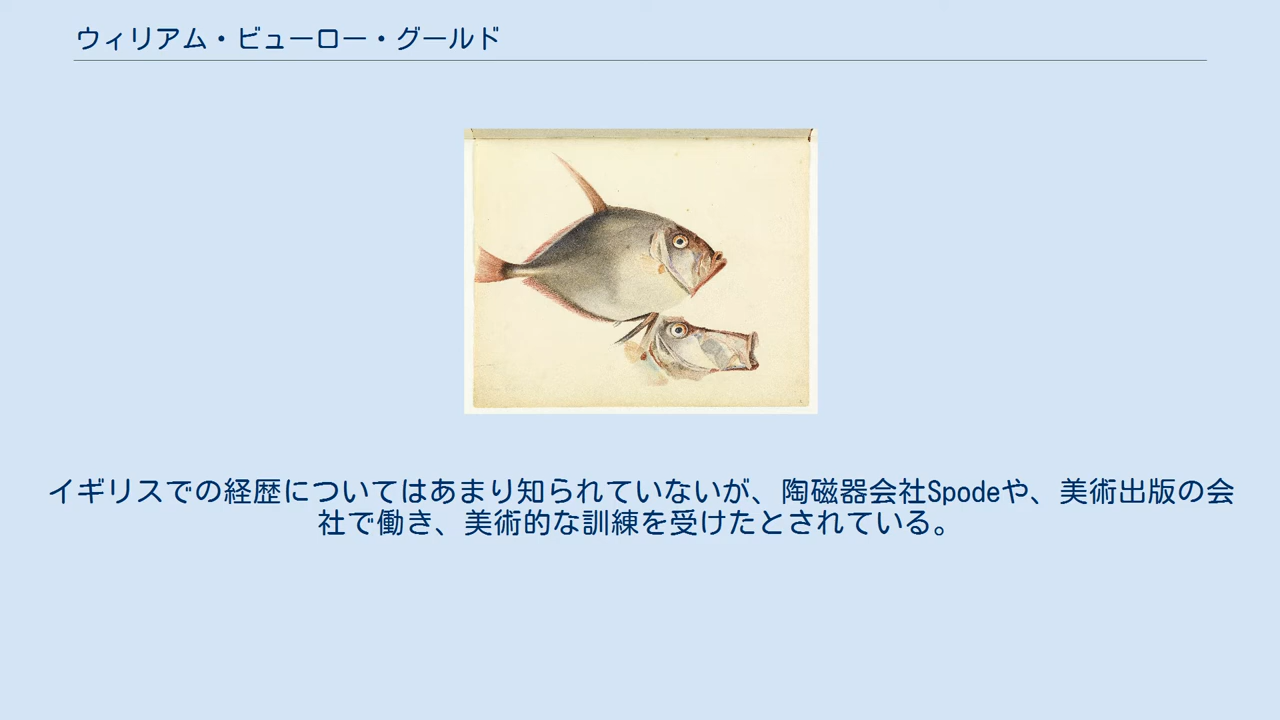 ウィリアム・ビューロー・グールド
イギリスでの経歴についてはあまり知られていないが、陶磁器会社Spodeや、美術出版の会
社で働き、美術的な訓練を受けたとされている。